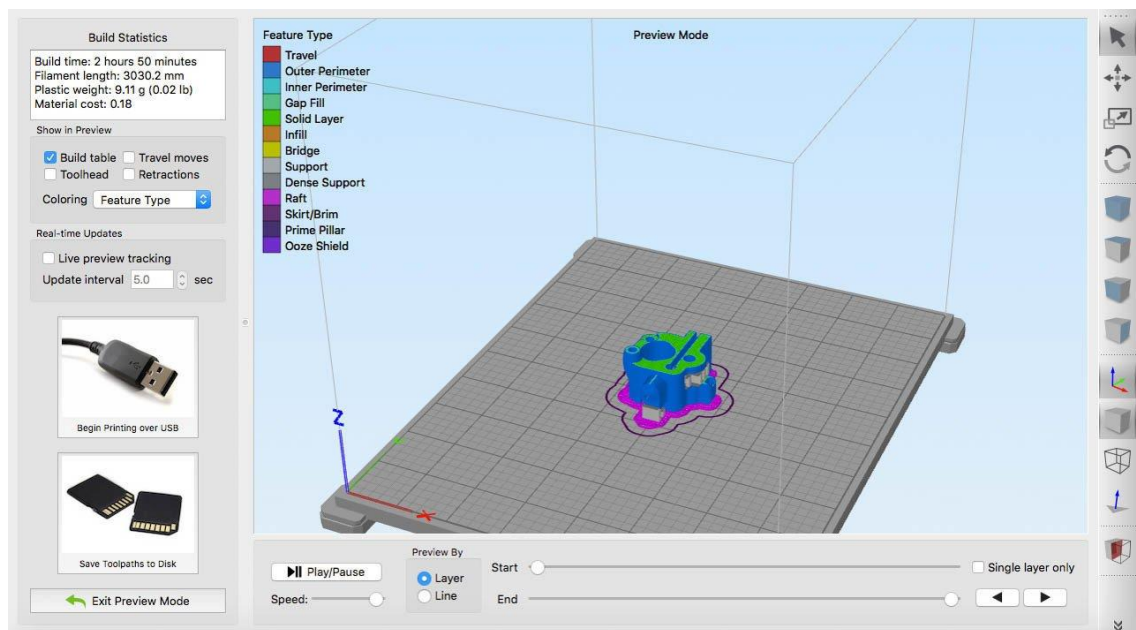 Build Statistics
Build time: 2 hours 50 minutes
Filament length: 3030.2 mm
Plastic weight: 9.11 g (0.02 lb)
Material cost: 0.18
Show in Preview
Build table
Travel moves
Toolhead
Retractions
Coloring
Feature Type
Real-time Updates
Live preview tracking
Update interval 5.0 sec
Begin Printing over USB
Save Toolpaths to Disk
Exit Preview Mode
Feature Type
Travel
Outer Perimeter
Inner Perimeter
Gap Fill
Solid Layer
Infill
Bridge
Support
Dense Support
Raft
Skirt/Brim
Prime Pillar
Ooze Shield
Preview Mode
Z
X
Play/Pause
Speed:
Preview By
Layer
Line
Start
End
Single layer only